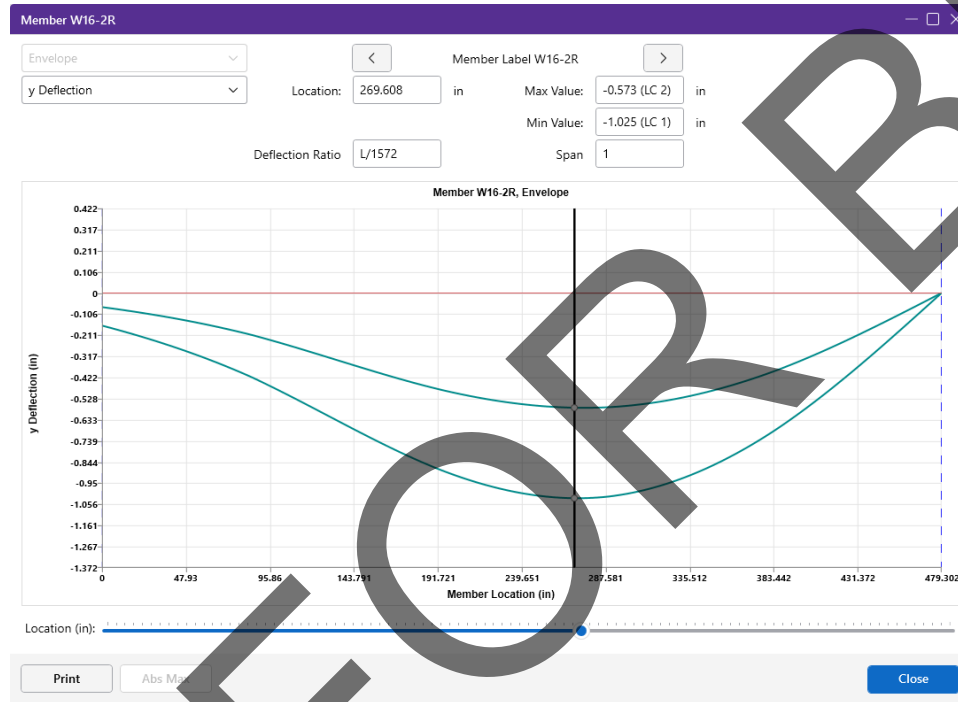 Member W16-2R
Envelope
Member Label W16-2R
y Deflection
Location: 269.608 in
Max Value: -0.573 (LC 2) in
Min Value: -1.025 (LC 1) in
Deflection Ratio L/1572
Span 1
Member W16-2R, Envelope
0.422
0.317
0.211
0.106
0
-0.106
-0.211
-0.317
-0.422
-0.528
-0.633
-0.739
-0.844
-0.95
-1.056
-1.161
-1.267
-1.372
y Deflection (in)
0 47.93 95.86 143.791 191.721 239.651 287.581 335.512 383.442 431.372 479.302
Member Location (in)
Location (in):
Print Abs Max Close
FOR B